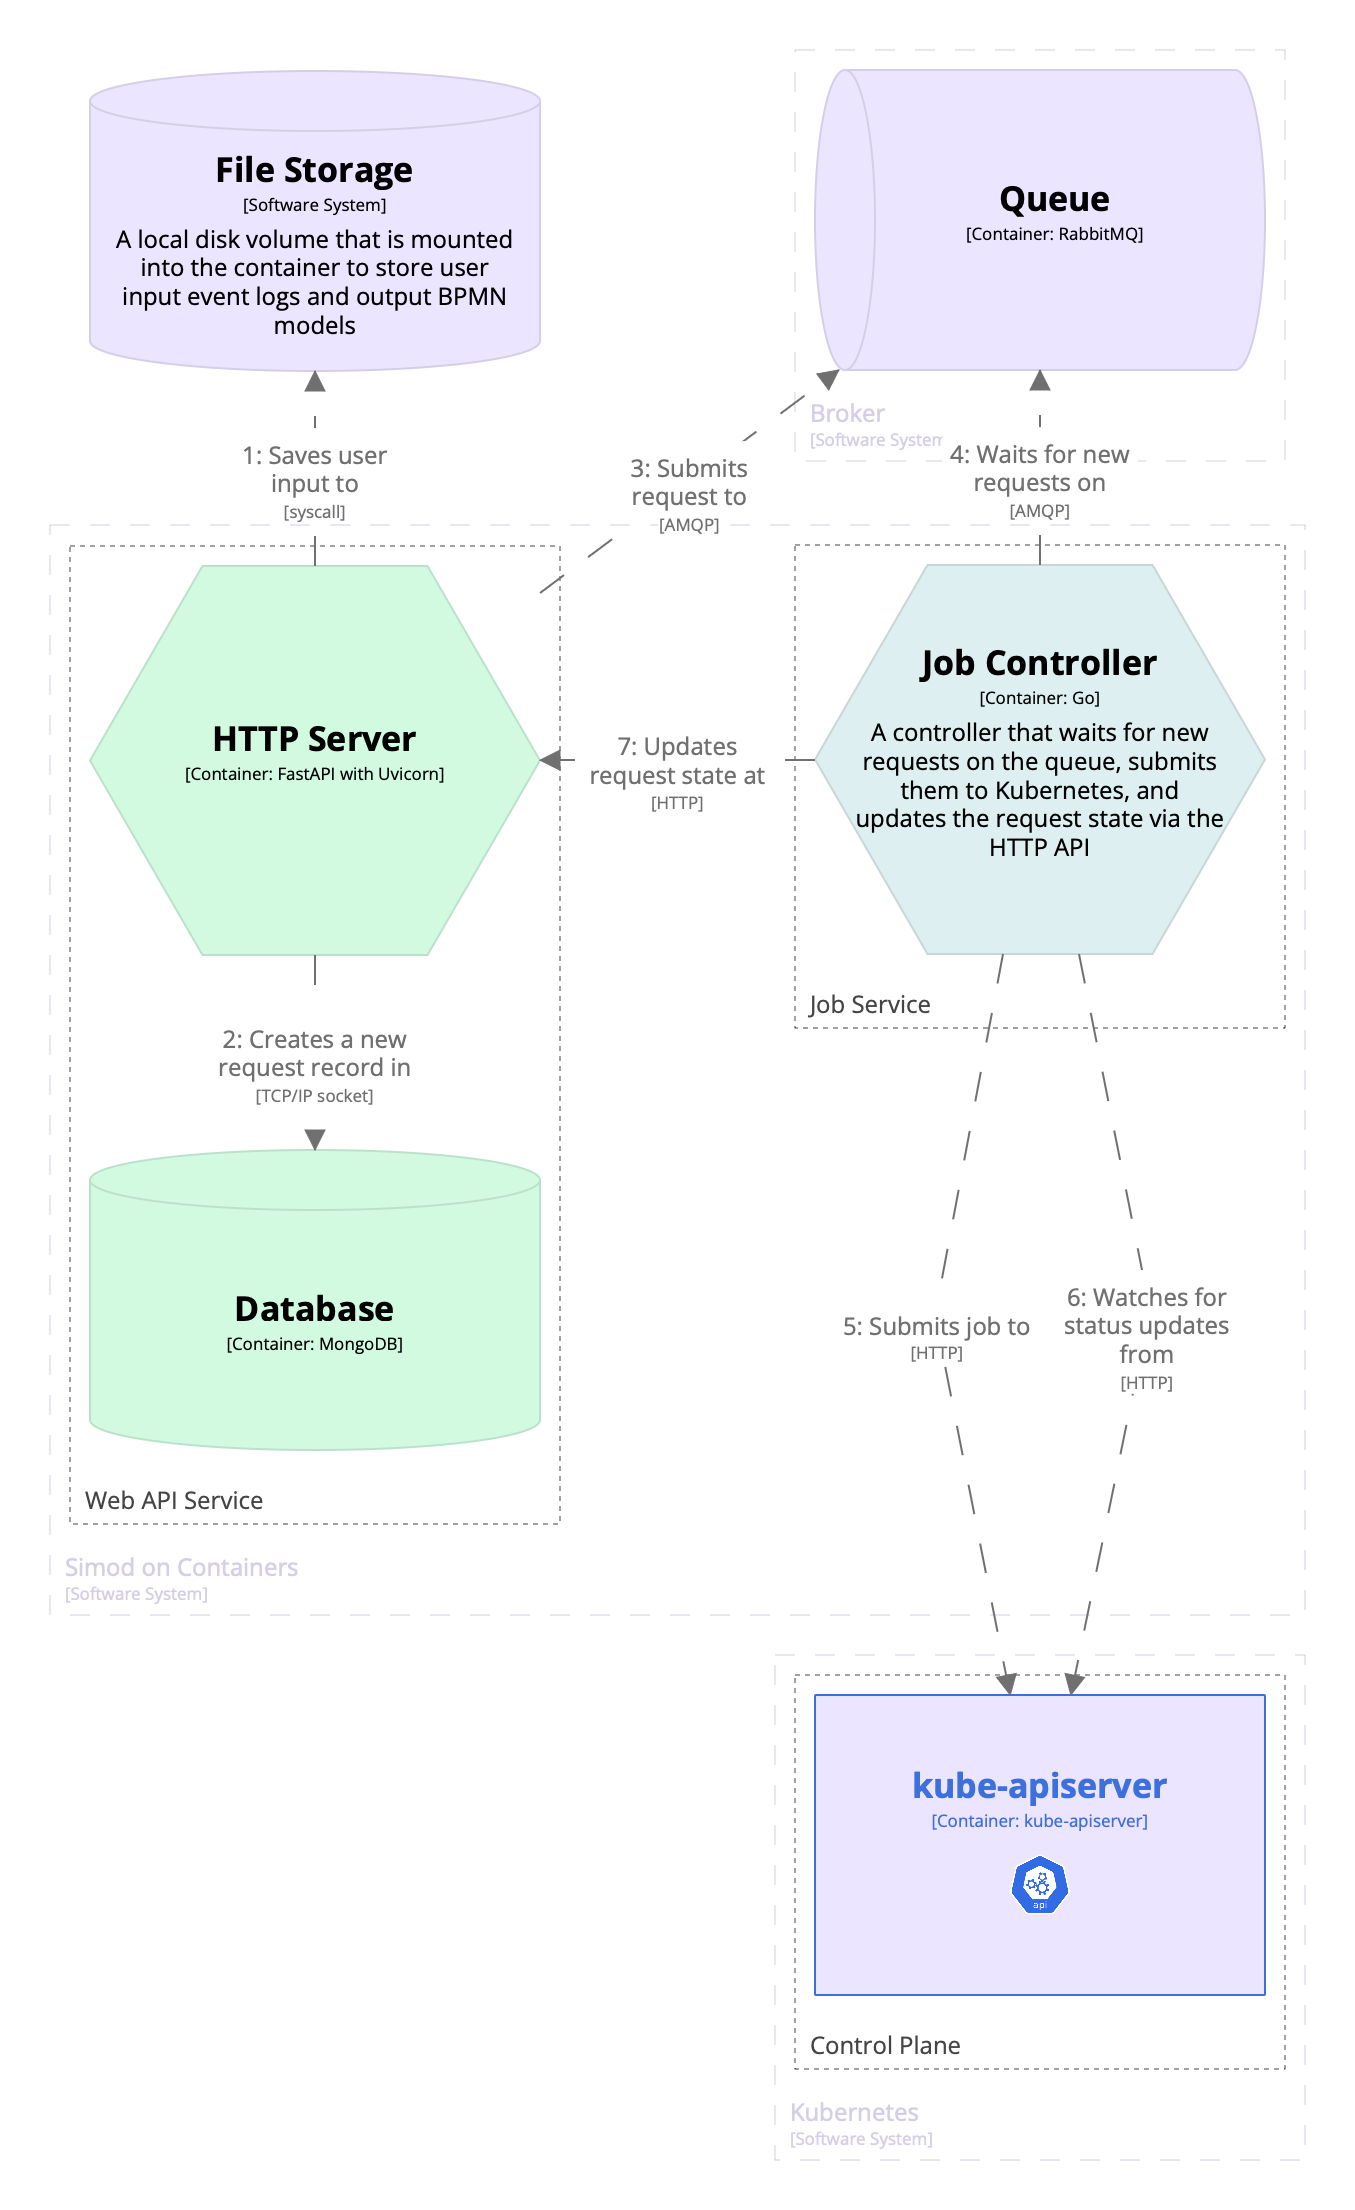 File Storage
[Software System]
A local disk volume that is mounted
into the container to store user
input event logs and output BPMN
models
Queue
[Container: RabbitMQ]
Broker
[Software System
1: Saves user
input to
[syscall]
3: Submits
request to
[AMQP]
4: Waits for new
requests on
[AMQP]
HTTP Server
[Container: FastAPI with Uvicorn]
7: Updates
request state at
[HTTP]
Job Controller
[Container: Go]
A controller that waits for new
requests on the queue, submits
them to Kubernetes, and
updates the request state via the
HTTP API
Job Service
2: Creates a new
request record in
[TCP/IP socket]
Database
[Container: MongoDB]
Web API Service
5: Submits job to
[HTTP]
6: Watches for
status updates
from
[HTTP]
Simod on Containers
[Software System]
kube-apiserver
[Container: kube-apiserver]
api
Control Plane
Kubernetes
[Software System]